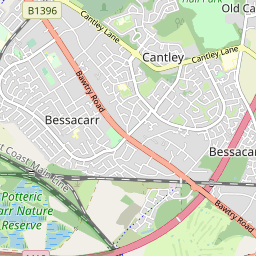 Old Ca
B1396
Cantley Lane
Cantley
Cantley Lane
Bawtry Road
Bessacarr
Bessaca
t Coast Main Line
Potteric
arr Nature
Reserve
Bawtry Road